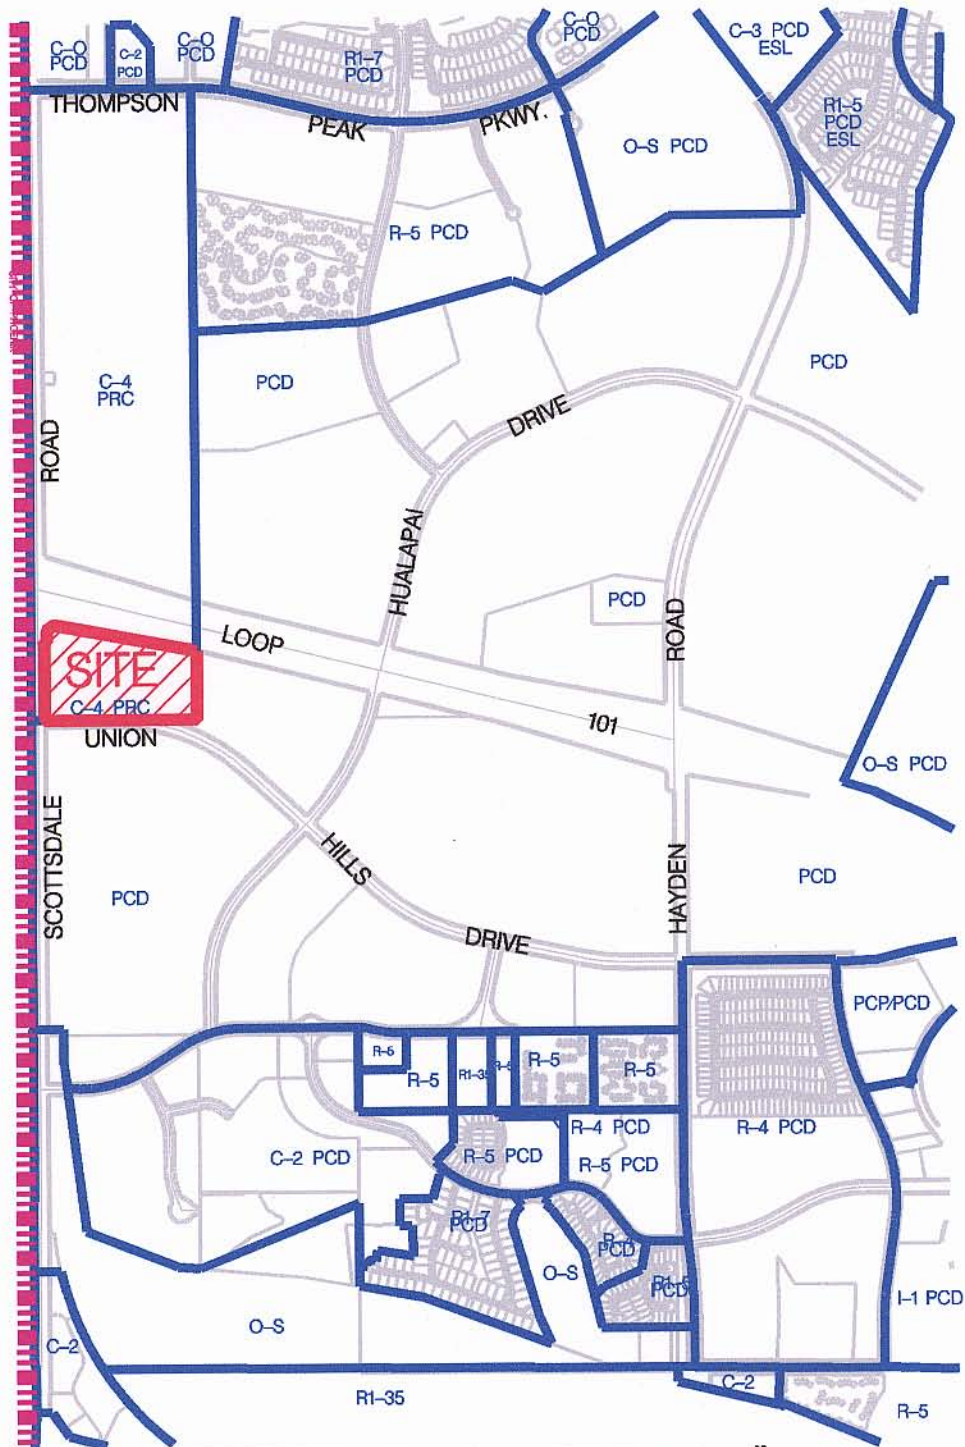 C-O
PCD
C-2
PCD
C-O
PCD
R1-7
PCD
C-O
PCD
C-3 PCD
ESL
R1-5
PCD
ESL
THOMPSON
PEAK
PKWY.
O-S PCD
R-5 PCD
PCD
C-4
PRC
PCD
DRIVE
ROAD
HUALAPAI
PCD
ROAD
LOOP
SITE
C-4 PRC
UNION
101
O-S PCD
SCOTTSDALE
HILLS
HAYDEN
PCD
PCD
DRIVE
PCP/PCD
R-5
R-5
R1-35
R-5
R-5
R-4 PCD
R-4 PCD
C-2 PCD
R-5 PCD
R-5 PCD
R1-7
PCD
PCD
O-S
PCD
I-1 PCD
O-S
C-2
R1-35
C-2
R-5